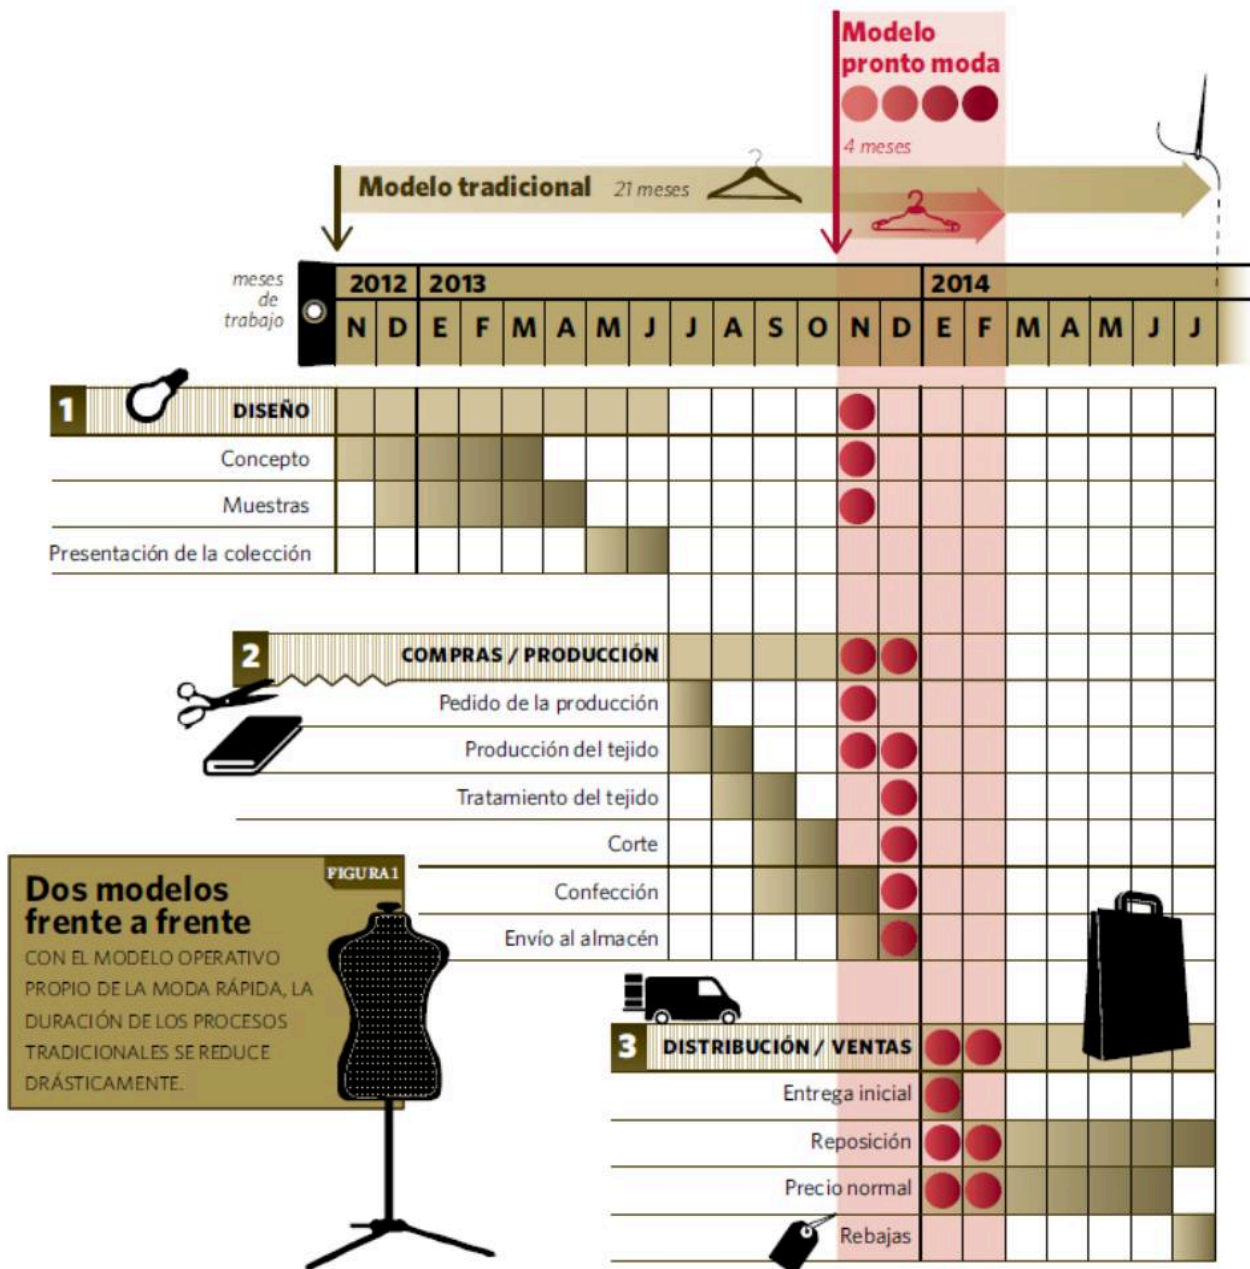 Modelo
pronto moda
4 meses
Modelo tradicional 21 meses
meses
de
trabajo
2012 2013 2014
N D E F M A M J J A S O N D E F M A M J J
1 DISEÑO
Concepto
Muestras
Presentación de la colección
2 COMPRAS / PRODUCCIÓN
Pedido de la producción
Producción del tejido
Tratamiento del tejido
Corte
Confección
Envío al almacén
FIGURA 1
Dos modelos
frente a frente
CON EL MODELO OPERATIVO
PROPIO DE LA MODA RÁPIDA, LA
DURACIÓN DE LOS PROCESOS
TRADICIONALES SE REDUCE
DRÁSTICAMENTE.
3 DISTRIBUCIÓN / VENTAS
Entrega inicial
Reposición
Precio normal
Rebajas